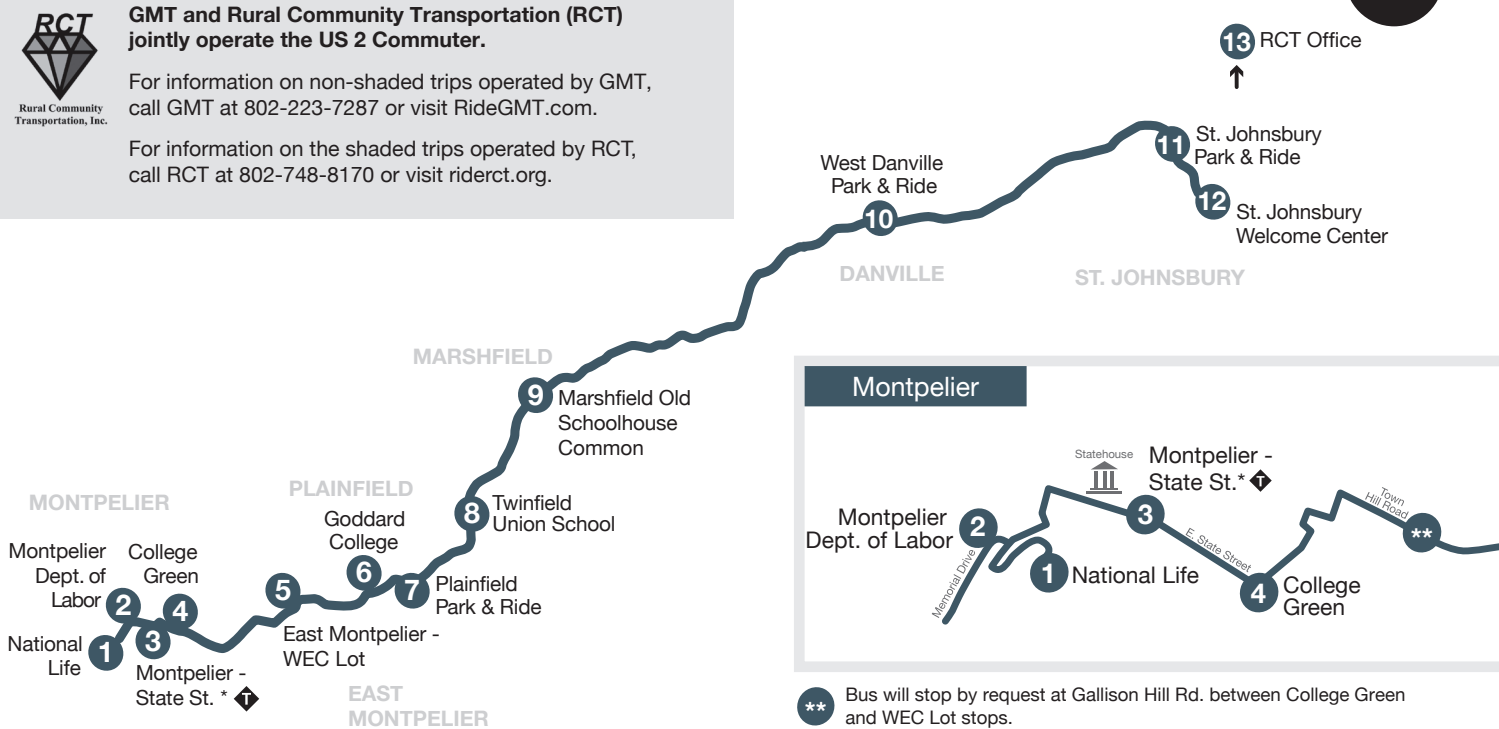 RCT
Rural Community
Transportation, Inc.
GMT and Rural Community Transportation (RCT)
jointly operate the US 2 Commuter.
For information on non-shaded trips operated by GMT,
call GMT at 802-223-7287 or visit RideGMT.com.
For information on the shaded trips operated by RCT,
call RCT at 802-748-8170 or visit riderct.org.
13 RCT Office
11 St. Johnsbury
Park & Ride
12 St. Johnsbury
Welcome Center
West Danville
Park & Ride
10
DANVILLE
ST. JOHNSBURY
MARSHFIELD
9 Marshfield Old
Schoolhouse
Common
PLAINFIELD
8 Twinfield
Union School
Goddard
College
6
7 Plainfield
Park & Ride
5
East Montpelier -
WEC Lot
EAST
MONTPELIER
MONTPELIER
Montpelier
Dept. of
Labor
2
College
Green
4
National
Life
1
3
Montpelier -
State St. * T
Montpelier
Statehouse
Montpelier -
State St.* T
3
Montpelier
Dept. of Labor
2
Memorial Drive
1 National Life
E. State Street
4 College
Green
Town
Hill Road
**
** Bus will stop by request at Gallison Hill Rd. between College Green
and WEC Lot stops.